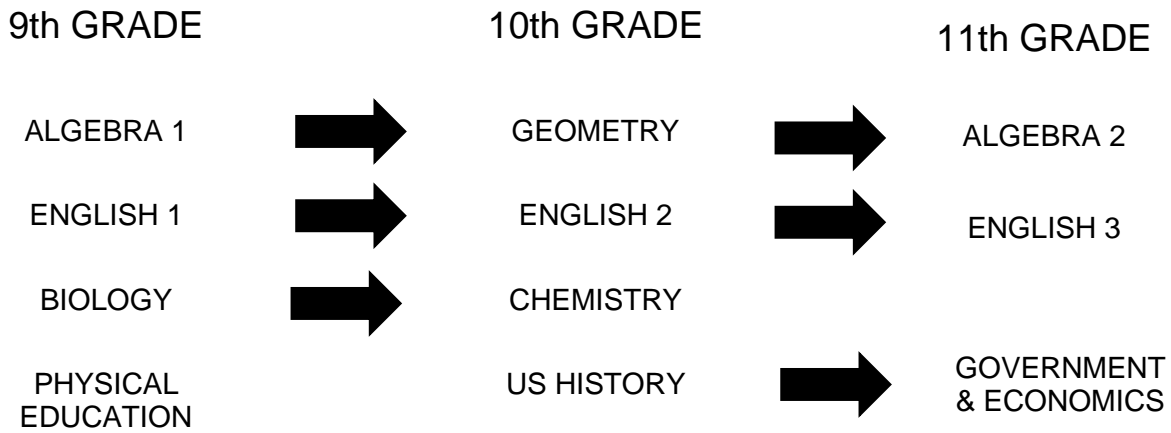 9th GRADE
10th GRADE
11th GRADE
ALGEBRA 1
GEOMETRY
ALGEBRA 2
ENGLISH 1
ENGLISH 2
ENGLISH 3
BIOLOGY
CHEMISTRY
PHYSICAL
EDUCATION
US HISTORY
GOVERNMENT
& ECONOMICS